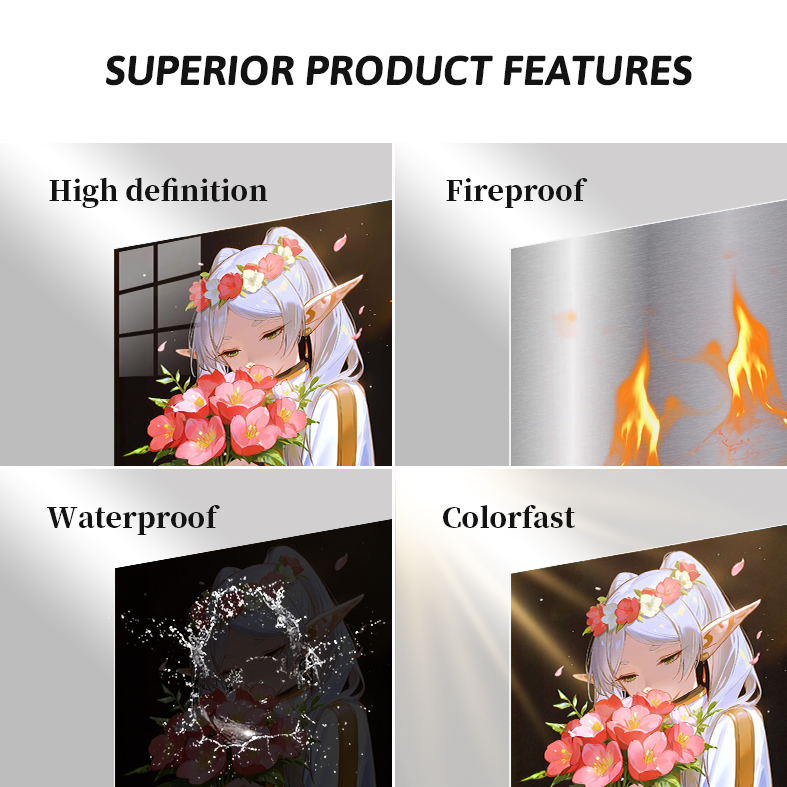 SUPERIOR PRODUCT FEATURES
High definition
Fireproof
Waterproof
Colorfast